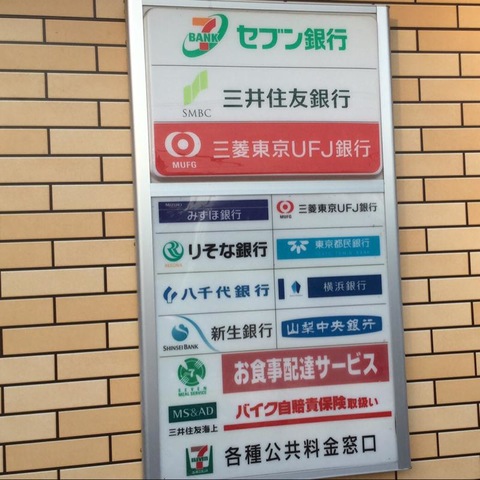 7 BANK セブン銀行
SMBC 三井住友銀行
MUFG 三菱東京UFJ銀行
みずほ銀行
MUFG 三菱東京UFJ銀行
りそな銀行
東京都民銀行
八千代銀行
横浜銀行
SHINSEI BANK 新生銀行
山梨中央銀行
お食事配達サービス
MS&AD
三井住友海上
バイク自賠責保険取扱い
各種公共料金窓口